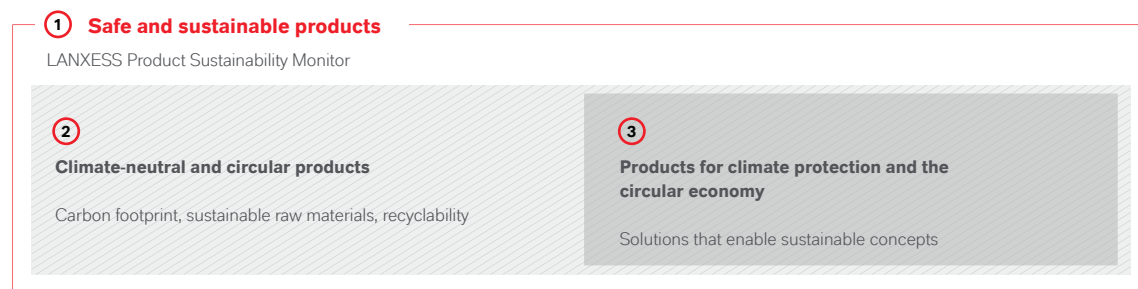 1 Safe and sustainable products
LANXESS Product Sustainability Monitor
2
Climate-neutral and circular products
Carbon footprint, sustainable raw materials, recyclability
3
Products for climate protection and the
circular economy
Solutions that enable sustainable concepts